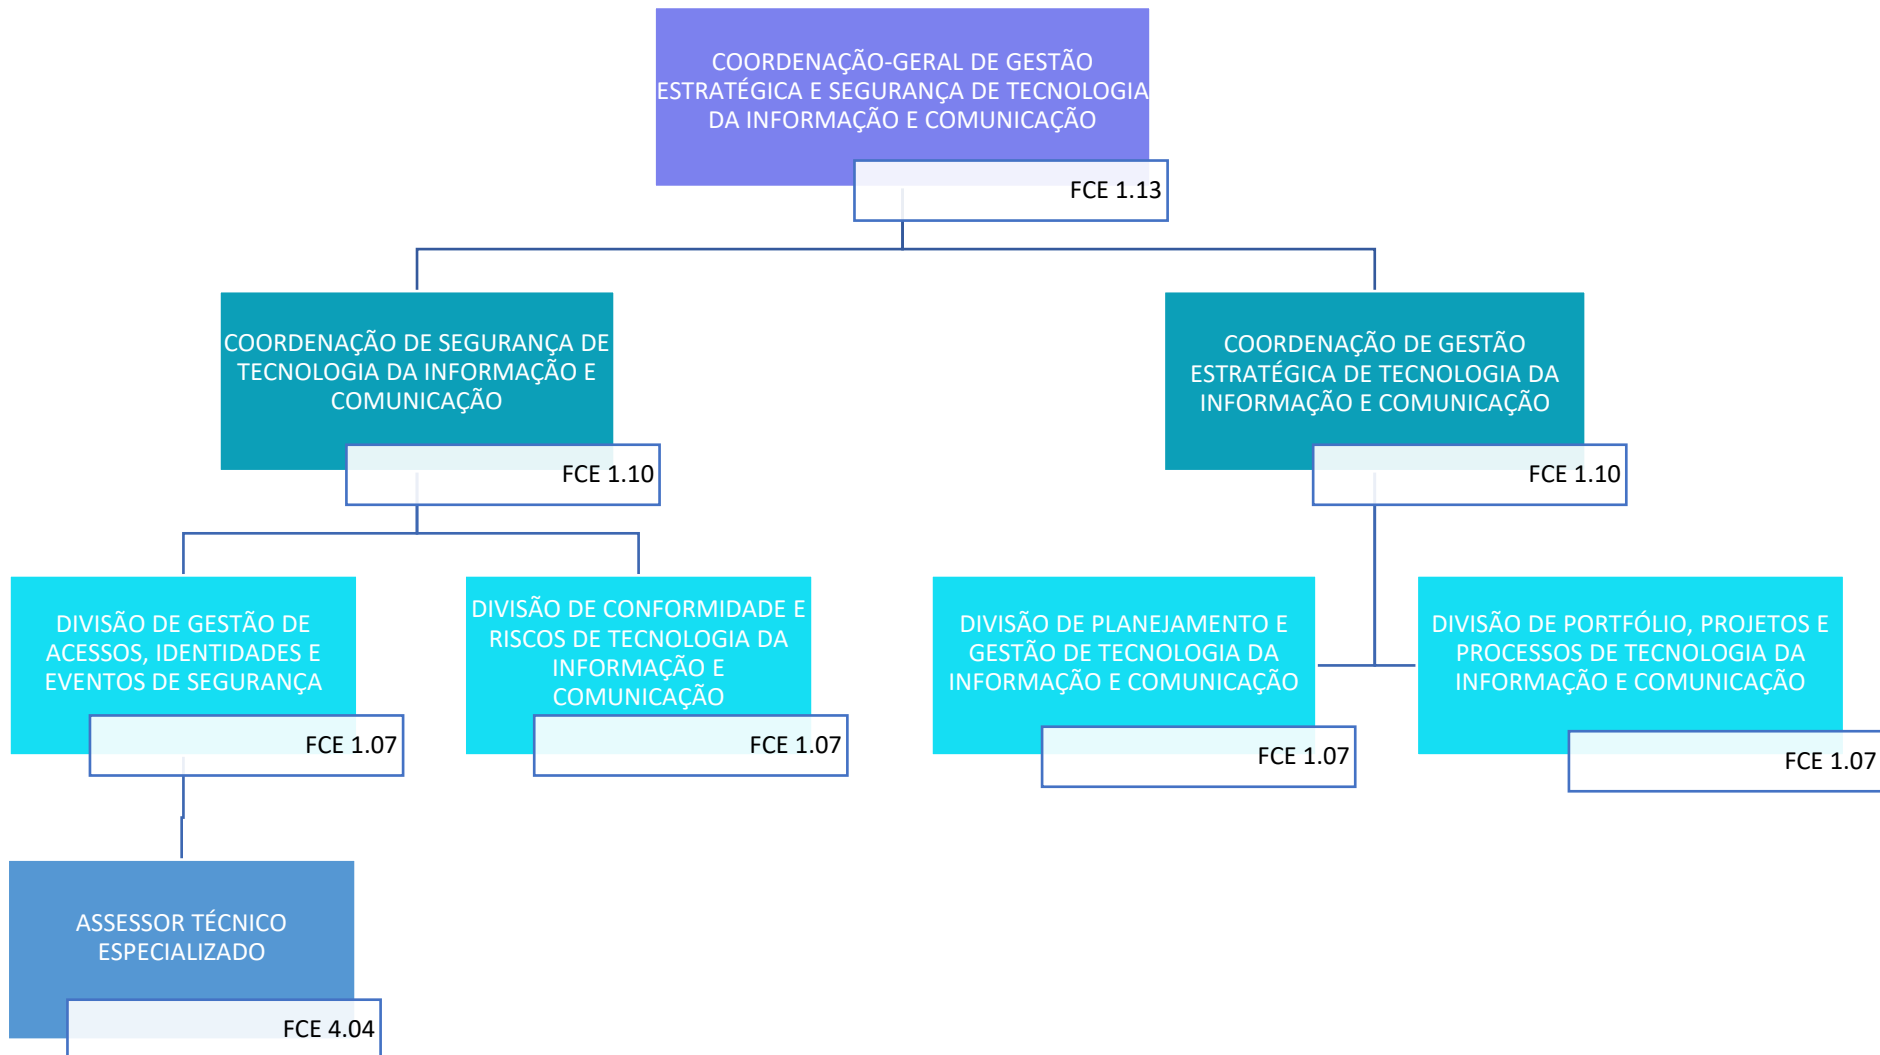 COORDENAÇÃO-GERAL DE GESTÃO
ESTRATÉGICA E SEGURANÇA DE TECNOLOGIA
DA INFORMAÇÃO E COMUNICAÇÃO
FCE 1.13
COORDENAÇÃO DE SEGURANÇA DE
TECNOLOGIA DA INFORMAÇÃO E
COMUNICAÇÃO
FCE 1.10
COORDENAÇÃO DE GESTÃO
ESTRATÉGICA DE TECNOLOGIA DA
INFORMAÇÃO E COMUNICAÇÃO
FCE 1.10
DIVISÃO DE GESTÃO DE
ACESSOS, IDENTIDADES E
EVENTOS DE SEGURANÇA
FCE 1.07
DIVISÃO DE CONFORMIDADE E
RISCOS DE TECNOLOGIA DA
INFORMAÇÃO E
COMUNICAÇÃO
FCE 1.07
DIVISÃO DE PLANEJAMENTO E
GESTÃO DE TECNOLOGIA DA
INFORMAÇÃO E COMUNICAÇÃO
FCE 1.07
DIVISÃO DE PORTFÓLIO, PROJETOS E
PROCESSOS DE TECNOLOGIA DA
INFORMAÇÃO E COMUNICAÇÃO
FCE 1.07
ASSESSOR TÉCNICO
ESPECIALIZADO
FCE 4.04